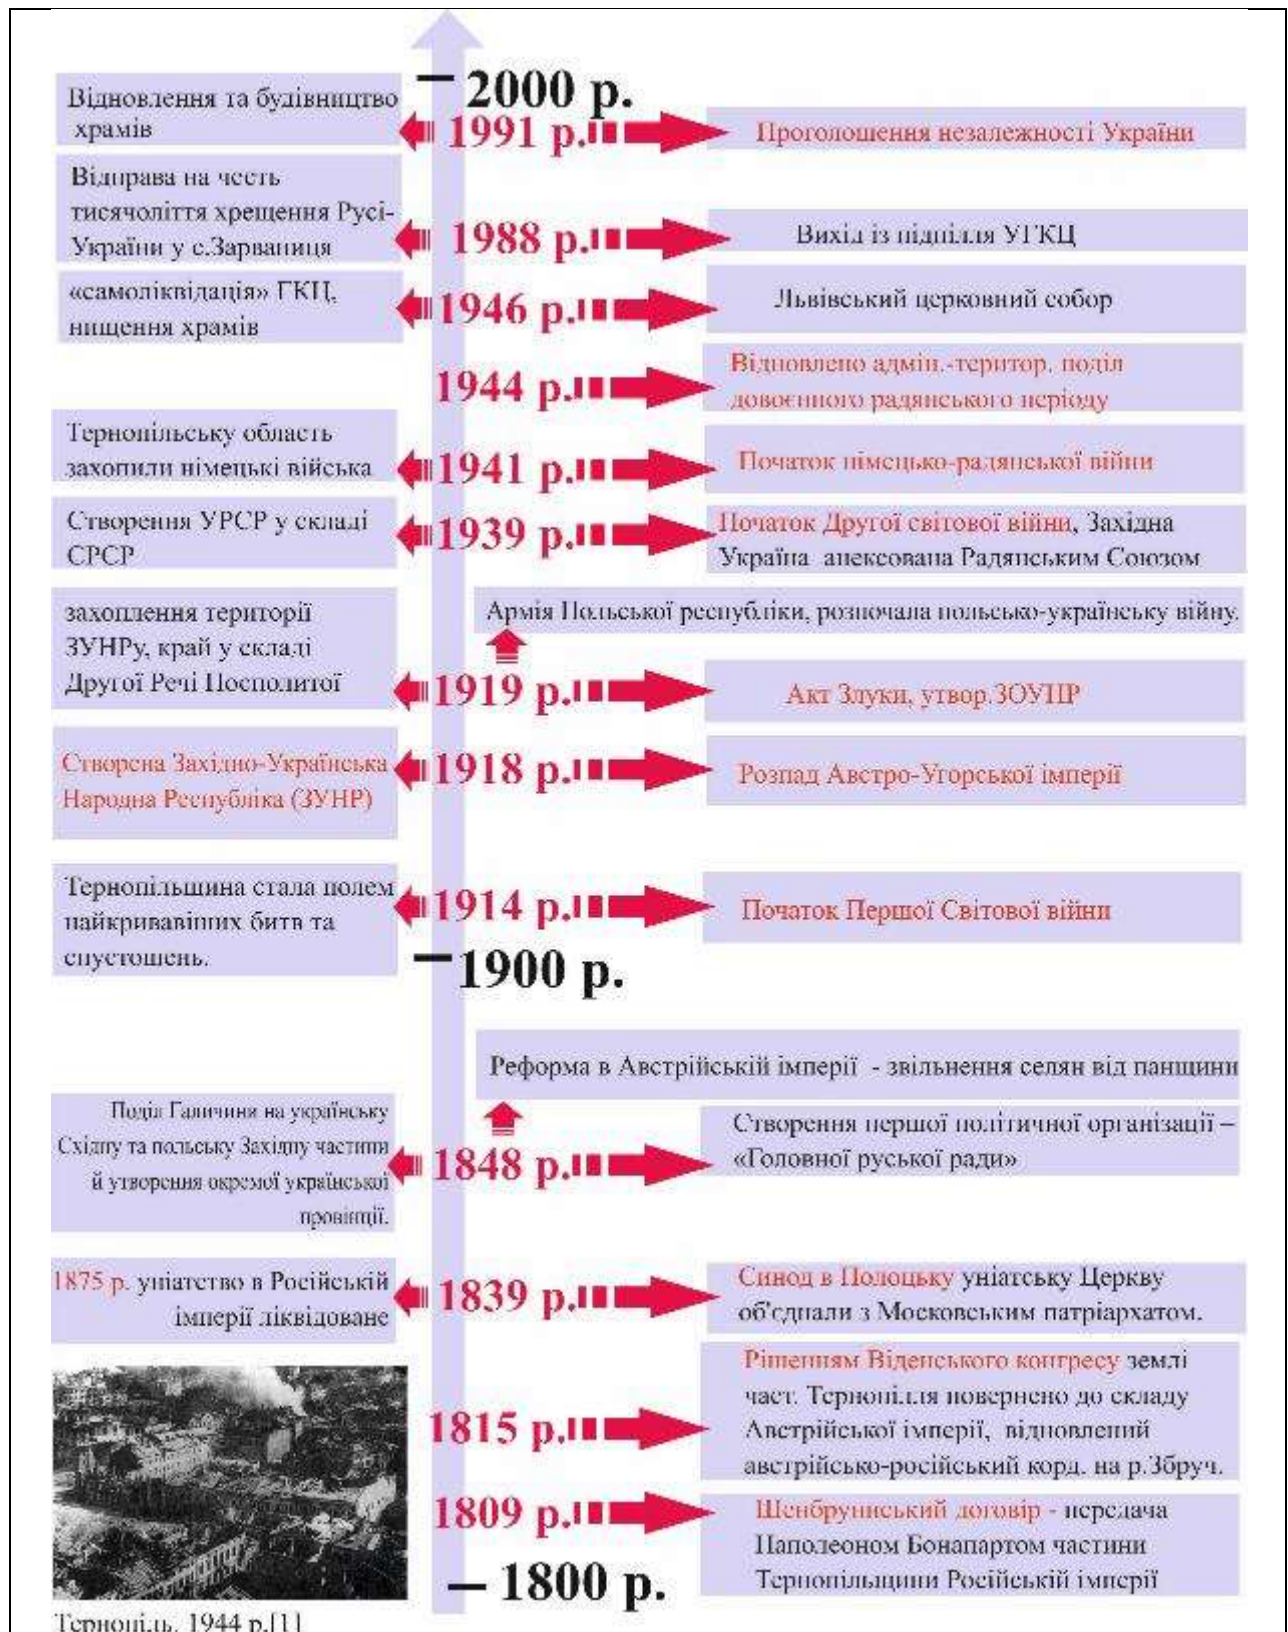 2000 р.
Відновлення та будівництво
храмів
1991 р.
Проголошення незалежності України
Відправа на честь
тисячоліття хрещення Русі-
України у с.Зарваниця
1988 р.
Вихід із підпілля УГКЦ
«самоліквідація» ГКЦ,
нищення храмів
1946 р.
Львівський церковний собор
1944 р.
Відновлено адмін.-територ. поділ
довоєнного радянського періоду
Тернопільську область
захопили німецькі війська
1941 р.
Початок німецько-радянської війни
Створення УРСР у складі
СРСР
1939 р.
Початок Другої світової війни, Західна
Україна анексована Радянським Союзом
захоплення території
ЗУНРу, край у складі
Другої Речі Посполитої
Армія Польської республіки, розпочала польсько-українську війну.
1919 р.
Акт Злуки, утвор.ЗОУНР
Створена Західно-Українська
Народна Республіка (ЗУНР)
1918 р.
Розпад Австро-Угорської імперії
Тернопільщина стала полем
найкривавіших битв та
спустошень.
1914 р.
Початок Першої Світової війни
1900 р.
Реформа в Австрійській імперії - звільнення селян від панщини
Поділ Галичини на українську
Східну та польську Західну частини
й утворення окремої української
провінції.
1848 р.
Створення першої політичної організації –
«Головної руської ради»
1875 р. уніатство в Російській
імперії ліквідоване
1839 р.
Синод в Полоцьку уніатську Церкву
об'єднали з Московським патріархатом.
1815 р.
Рішенням Віденського конгресу землі
част. Тернопілля повернено до складу
Австрійської імперії, відновлений
австрійсько-російський корд. на р.Збруч.
1809 р.
Шенбруниський договір - передача
Наполеоном Бонапартом частини
Тернопільщини Російській імперії
1800 р.
Тернопіль, 1944 р.[1]